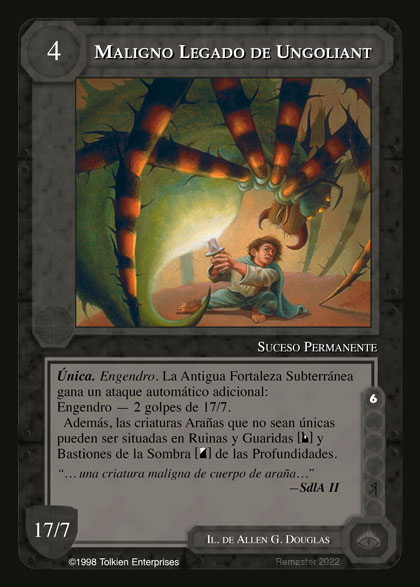 4
MALIGNO LEGADO DE UNGOLIANT
SUCESO PERMANENTE
Única. Engendro. La Antigua Fortaleza Subterránea
gana un ataque automático adicional:
Engendro — 2 golpes de 17/7.
Además, las criaturas Arañas que no sean únicas
pueden ser situadas en Ruinas y Guaridas [] y
Bastiones de la Sombra [] de las Profundidades.
“… una criatura maligna de cuerpo de araña…”
—SdlA II
6
17/7
IL. DE ALLEN G. DOUGLAS
©1998 Tolkien Enterprises
Remaster 2022